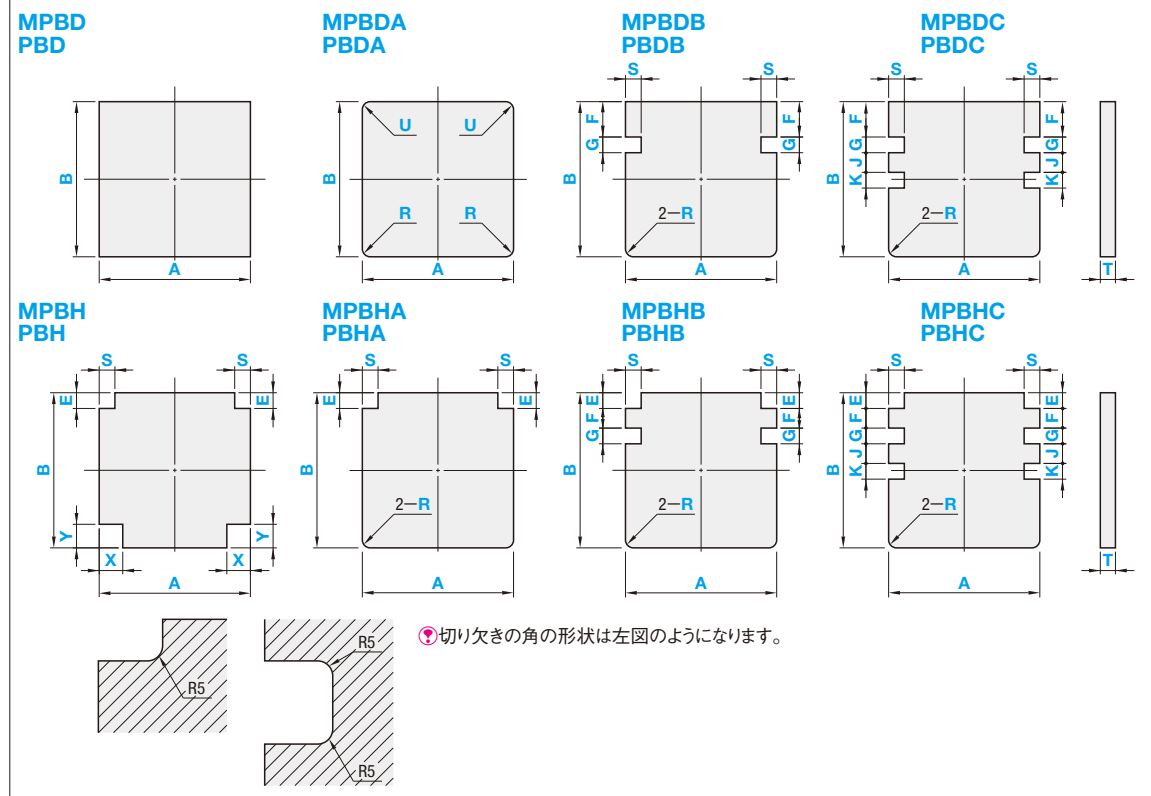 MPBD
PBD
B
A
MPBDA
PBDA
U U
B
R R
A
MPBDB
PBDB
S S
F
G G
B
F
2−R
A
MPBDC
PBDC
S S
F F
G G
J J
K K
B
2−R
A
T
MPBH
PBH
S S
E E
B
Y Y
X X
A
MPBHA
PBHA
S S
E E
B
2−R
A
MPBHB
PBHB
S S
E E
F F
G G
B
2−R
A
MPBHC
PBHC
S S
E E
F F
G G
J J
K K
B
2−R
A
T
R5
R5
R5
切り欠きの角の形状は左図のようになります。